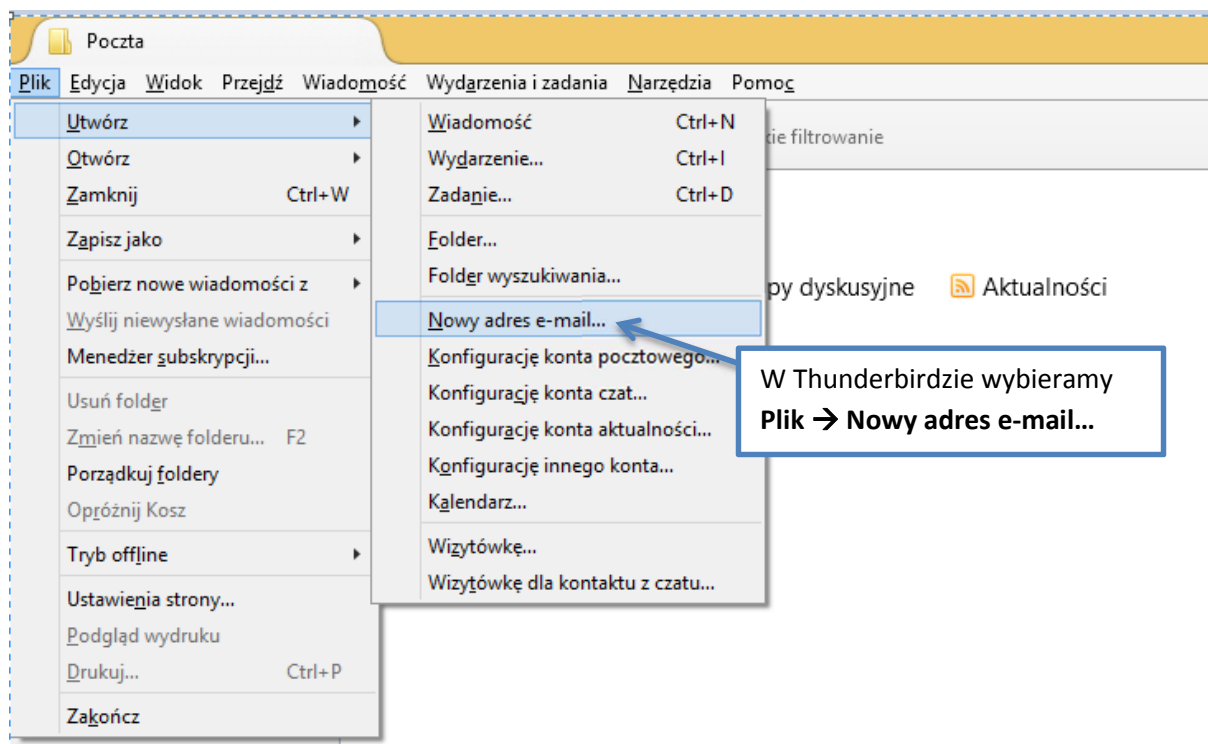 Poczta
Plik Edycja Widok Przejdź Wiadomość Wydarzenia i zadania Narzędzia Pomoc
Utwórz
Otwórz
Zamknij Ctrl+W
Zapisz jako
Pobierz nowe wiadomości z
Wyślij niewysłane wiadomości
Menedżer subskrypcji...
Usuń folder
Zmień nazwę folderu... F2
Porządkuj foldery
Opróżnij Kosz
Tryb offline
Ustawienia strony...
Podgląd wydruku
Drukuj... Ctrl+P
Zakończ
Wiadomość Ctrl+N
Wydarzenie... Ctrl+I
Zadanie... Ctrl+D
Folder...
Folder wyszukiwania...
Nowy adres e-mail...
Konfigurację konta pocztowego...
Konfigurację konta czat...
Konfigurację konta aktualności...
Konfigurację innego konta...
Kalendarz...
Wizytówkę...
Wizytówkę dla kontaktu z czatu...
kie filtrowanie
py dyskusyjne Aktualności
W Thunderbirdzie wybieramy
Plik → Nowy adres e-mail...